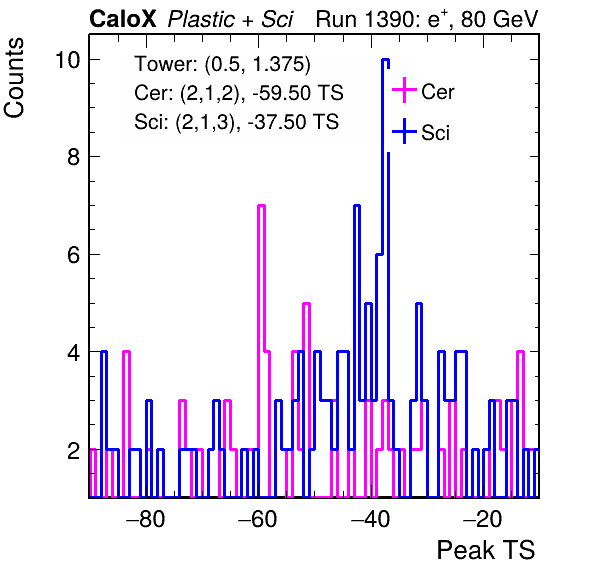 CaloX Plastic + Sci Run 1390: e+, 80 GeV
Counts
Tower: (0.5, 1.375)
Cer: (2,1,2), -59.50 TS
Sci: (2,1,3), -37.50 TS
Cer
Sci
10
8
6
4
2
−80 −60 −40 −20
Peak TS